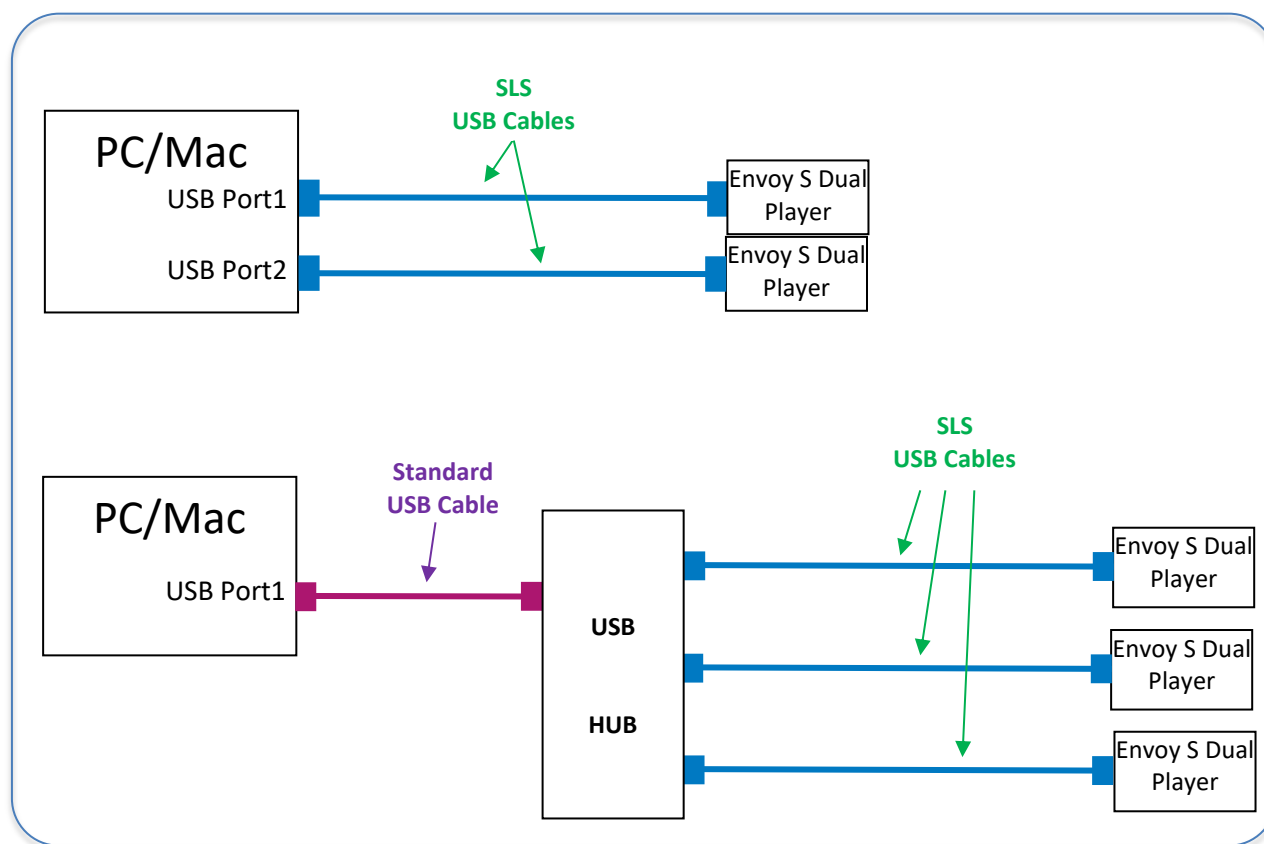 SLS
USB Cables
PC/Mac
USB Port1
USB Port2
Envoy S Dual
Player
Envoy S Dual
Player
SLS
USB Cables
Standard
USB Cable
PC/Mac
USB Port1
USB
HUB
Envoy S Dual
Player
Envoy S Dual
Player
Envoy S Dual
Player